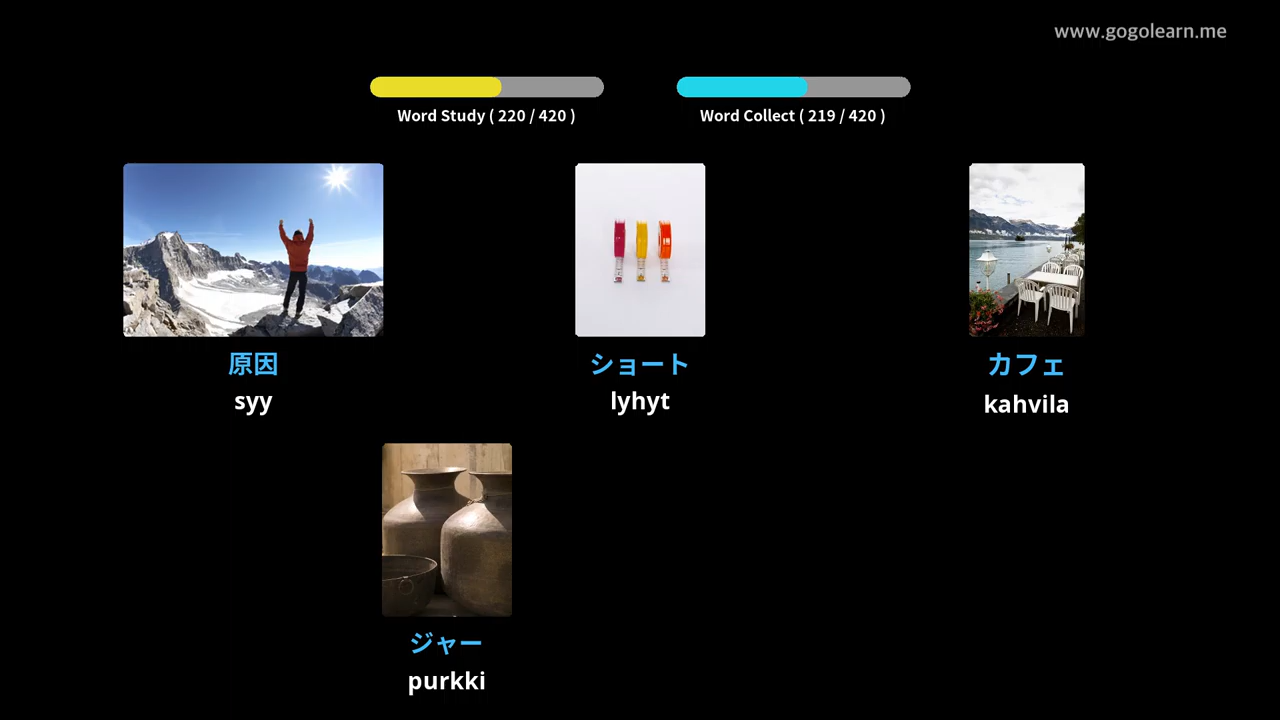 www.gogolearn.me
Word Study ( 220 / 420 )
Word Collect ( 219 / 420 )
原因
syy
ショート
lyhyt
カフェ
kahvila
ジャー
purkki